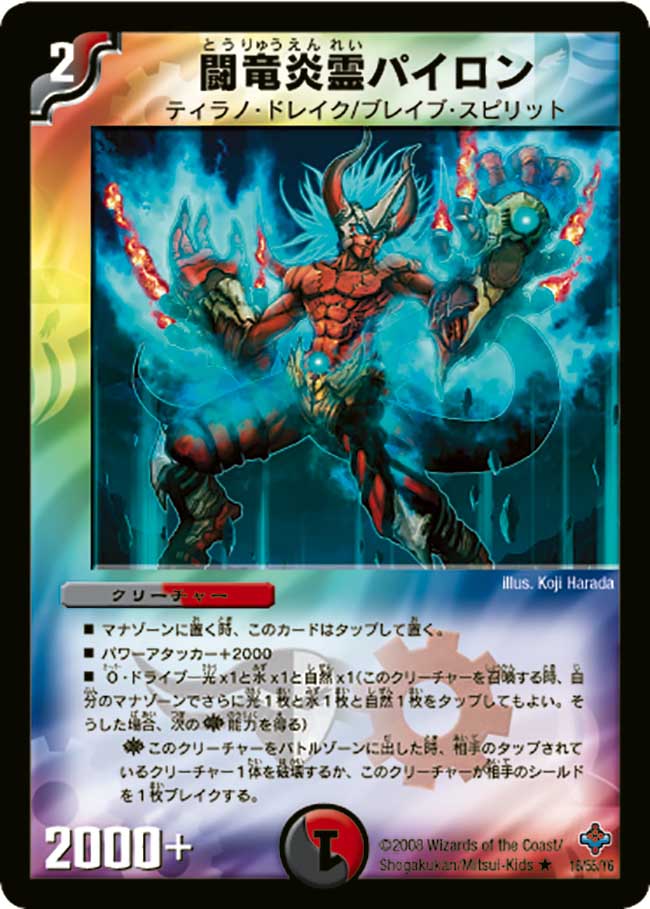 2
とうりゅうえんれい
闘竜炎霊パイロン
ティラノ・ドレイク/ブレイブ・スピリット
illus. Koji Harada
クリーチャー
■ マナゾーンに置く時、このカードはタップして置く。
■ パワーアタッカー+2000
■ O・ドライブ―光x1と水x1と自然x1(このクリーチャーを召喚する時、自
分のマナゾーンでさらに光1枚と水1枚と自然1枚をタップしてもよい。そ
うした場合、次の 能力を得る)
このクリーチャーをバトルゾーンに出した時、相手のタップされて
いるクリーチャー1体を破壊するか、このクリーチャーが相手のシールド
を1枚ブレイクする。
2000+
1
©2008 Wizards of the Coast/
Shogakukan/Mitsui-Kids ★
16/55/Y6